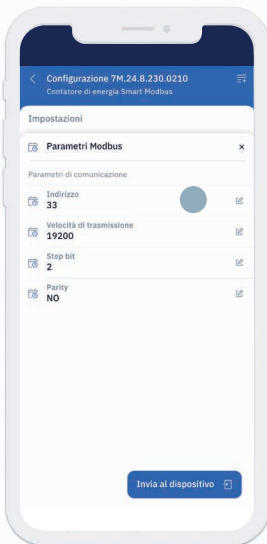 Configurazione 7M.24.8.230.0210
Contatore di energia Smart Modbus
Impostazioni
Parametri Modbus
Parametri di comunicazione
Indirizzo
33
Velocità di trasmissione
19200
Stop bit
2
Parity
NO
Invia al dispositivo